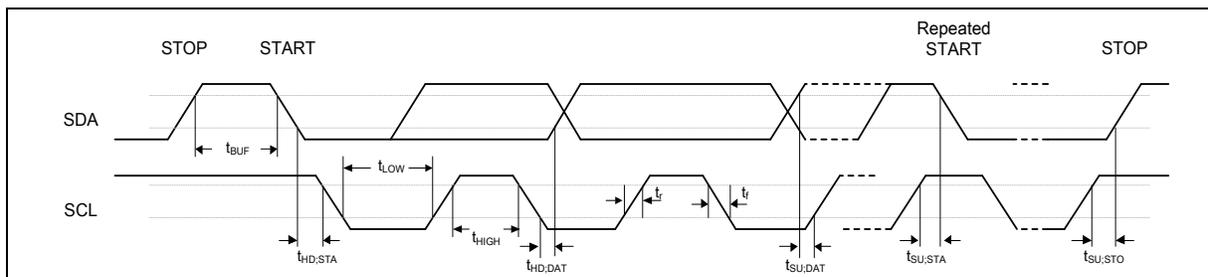 Repeated
STOP START START STOP
SDA
tBUF
tLOW
SCL
tr tf
tHIGH
tHD;STA tHD;DAT tSU;DAT tSU;STA tSU;STO